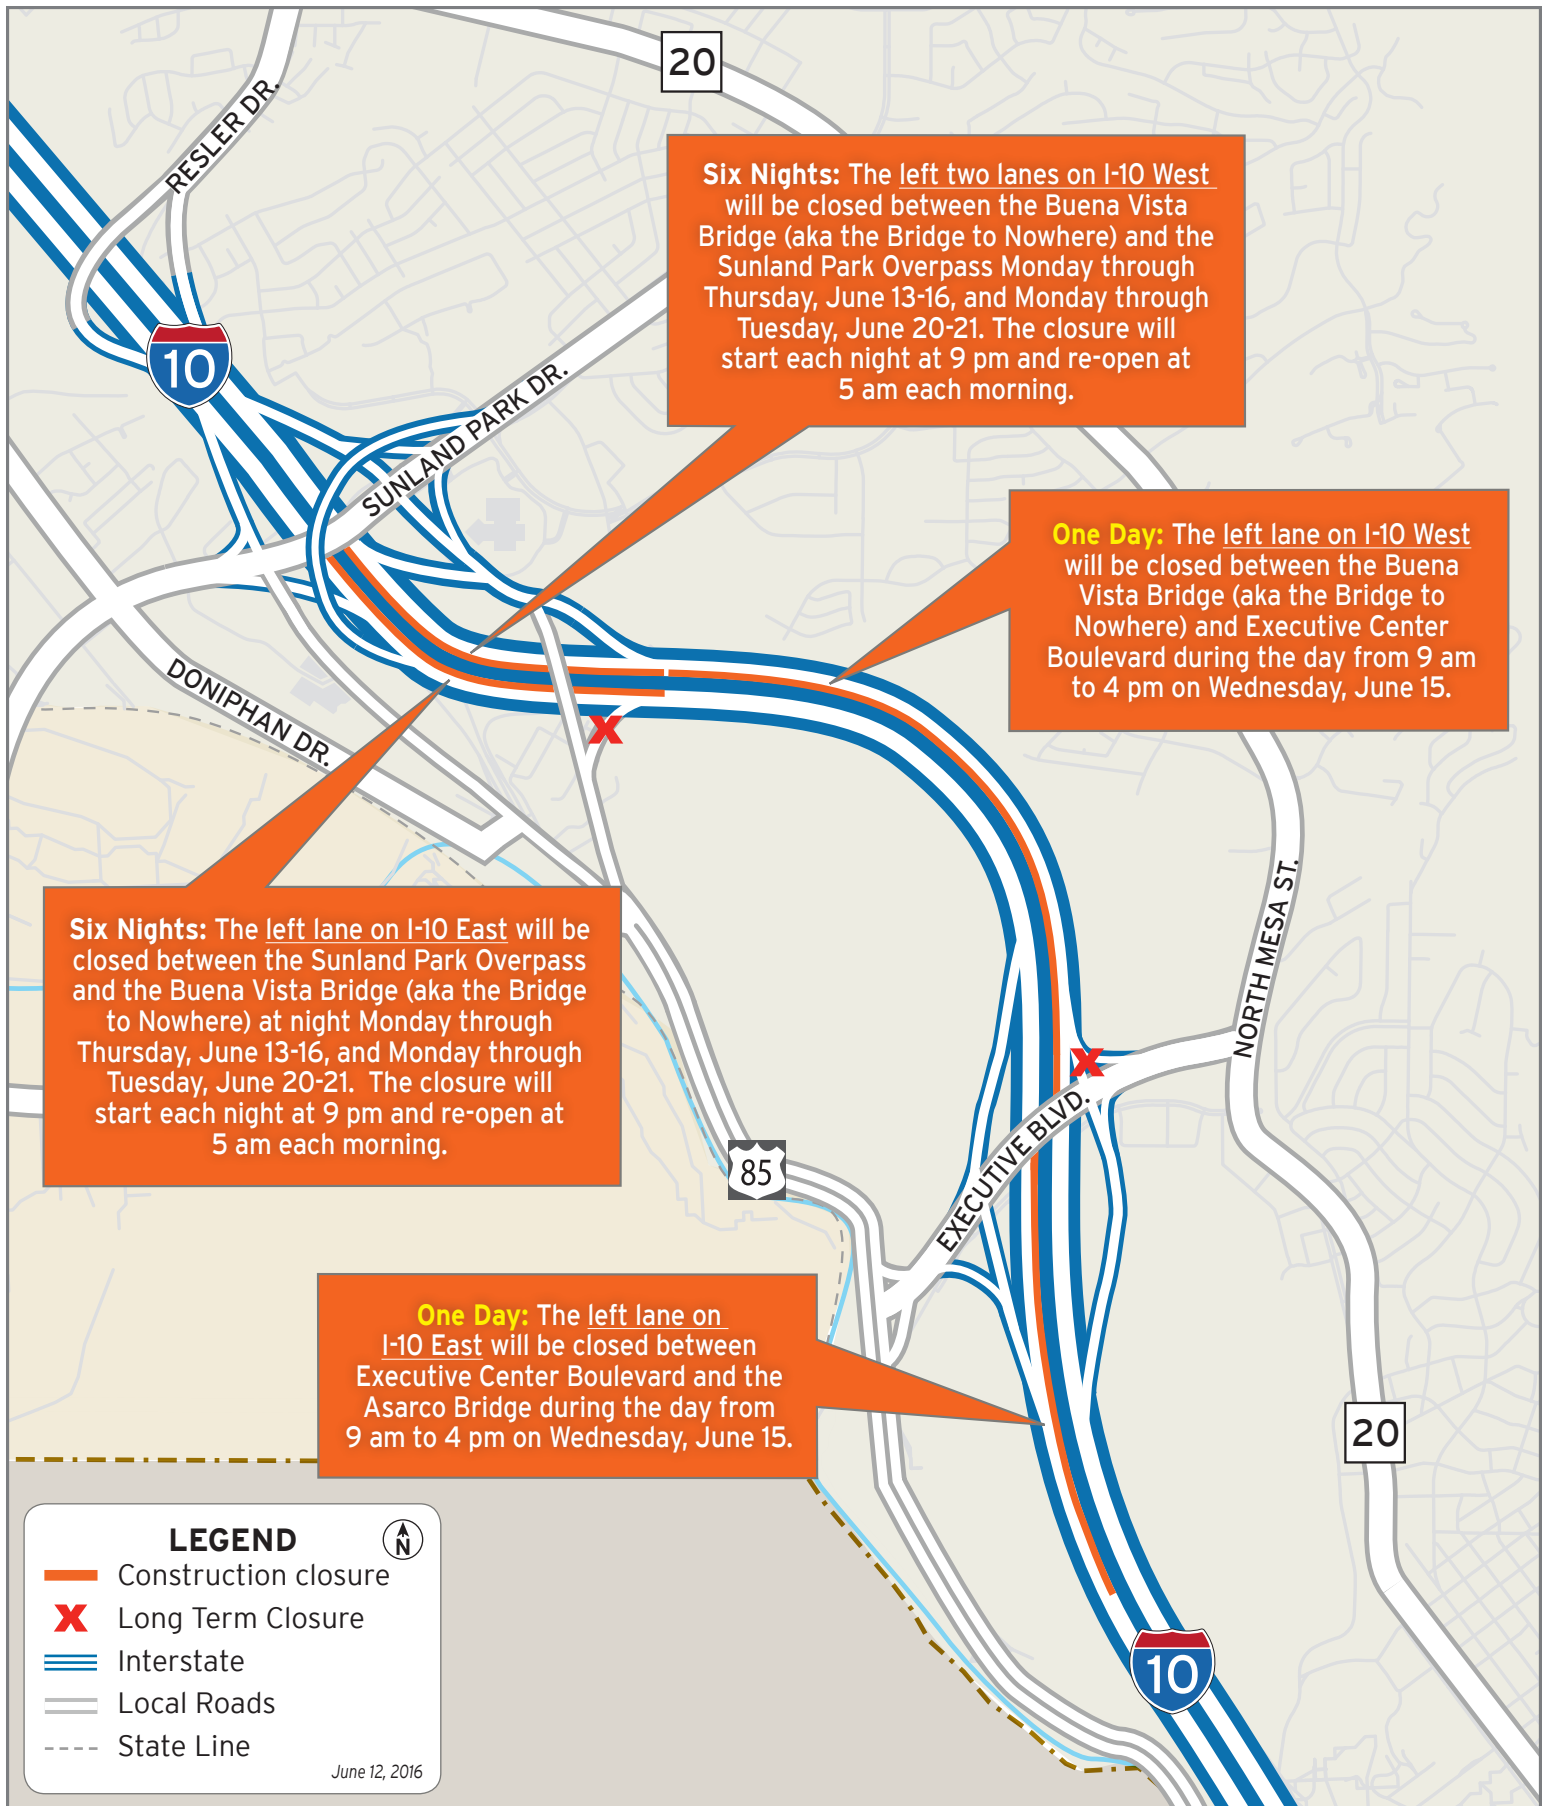 20
RESLER DR.
Six Nights: The left two lanes on I-10 West
will be closed between the Buena Vista
Bridge (aka the Bridge to Nowhere) and the
Sunland Park Overpass Monday through
Thursday, June 13-16, and Monday through
Tuesday, June 20-21. The closure will
start each night at 9 pm and re-open at
5 am each morning.
10
SUNLAND PARK DR.
One Day: The left lane on I-10 West
will be closed between the Buena
Vista Bridge (aka the Bridge to
Nowhere) and Executive Center
Boulevard during the day from 9 am
to 4 pm on Wednesday, June 15.
DONIPHAN DR.
X
Six Nights: The left lane on I-10 East will be
closed between the Sunland Park Overpass
and the Buena Vista Bridge (aka the Bridge
to Nowhere) at night Monday through
Thursday, June 13-16, and Monday through
Tuesday, June 20-21. The closure will
start each night at 9 pm and re-open at
5 am each morning.
NORTH MESA ST.
X
EXECUTIVE BLVD.
85
One Day: The left lane on
I-10 East will be closed between
Executive Center Boulevard and the
Asarco Bridge during the day from
9 am to 4 pm on Wednesday, June 15.
20
LEGEND
N
Construction closure
X Long Term Closure
Interstate
Local Roads
State Line
June 12, 2016
10